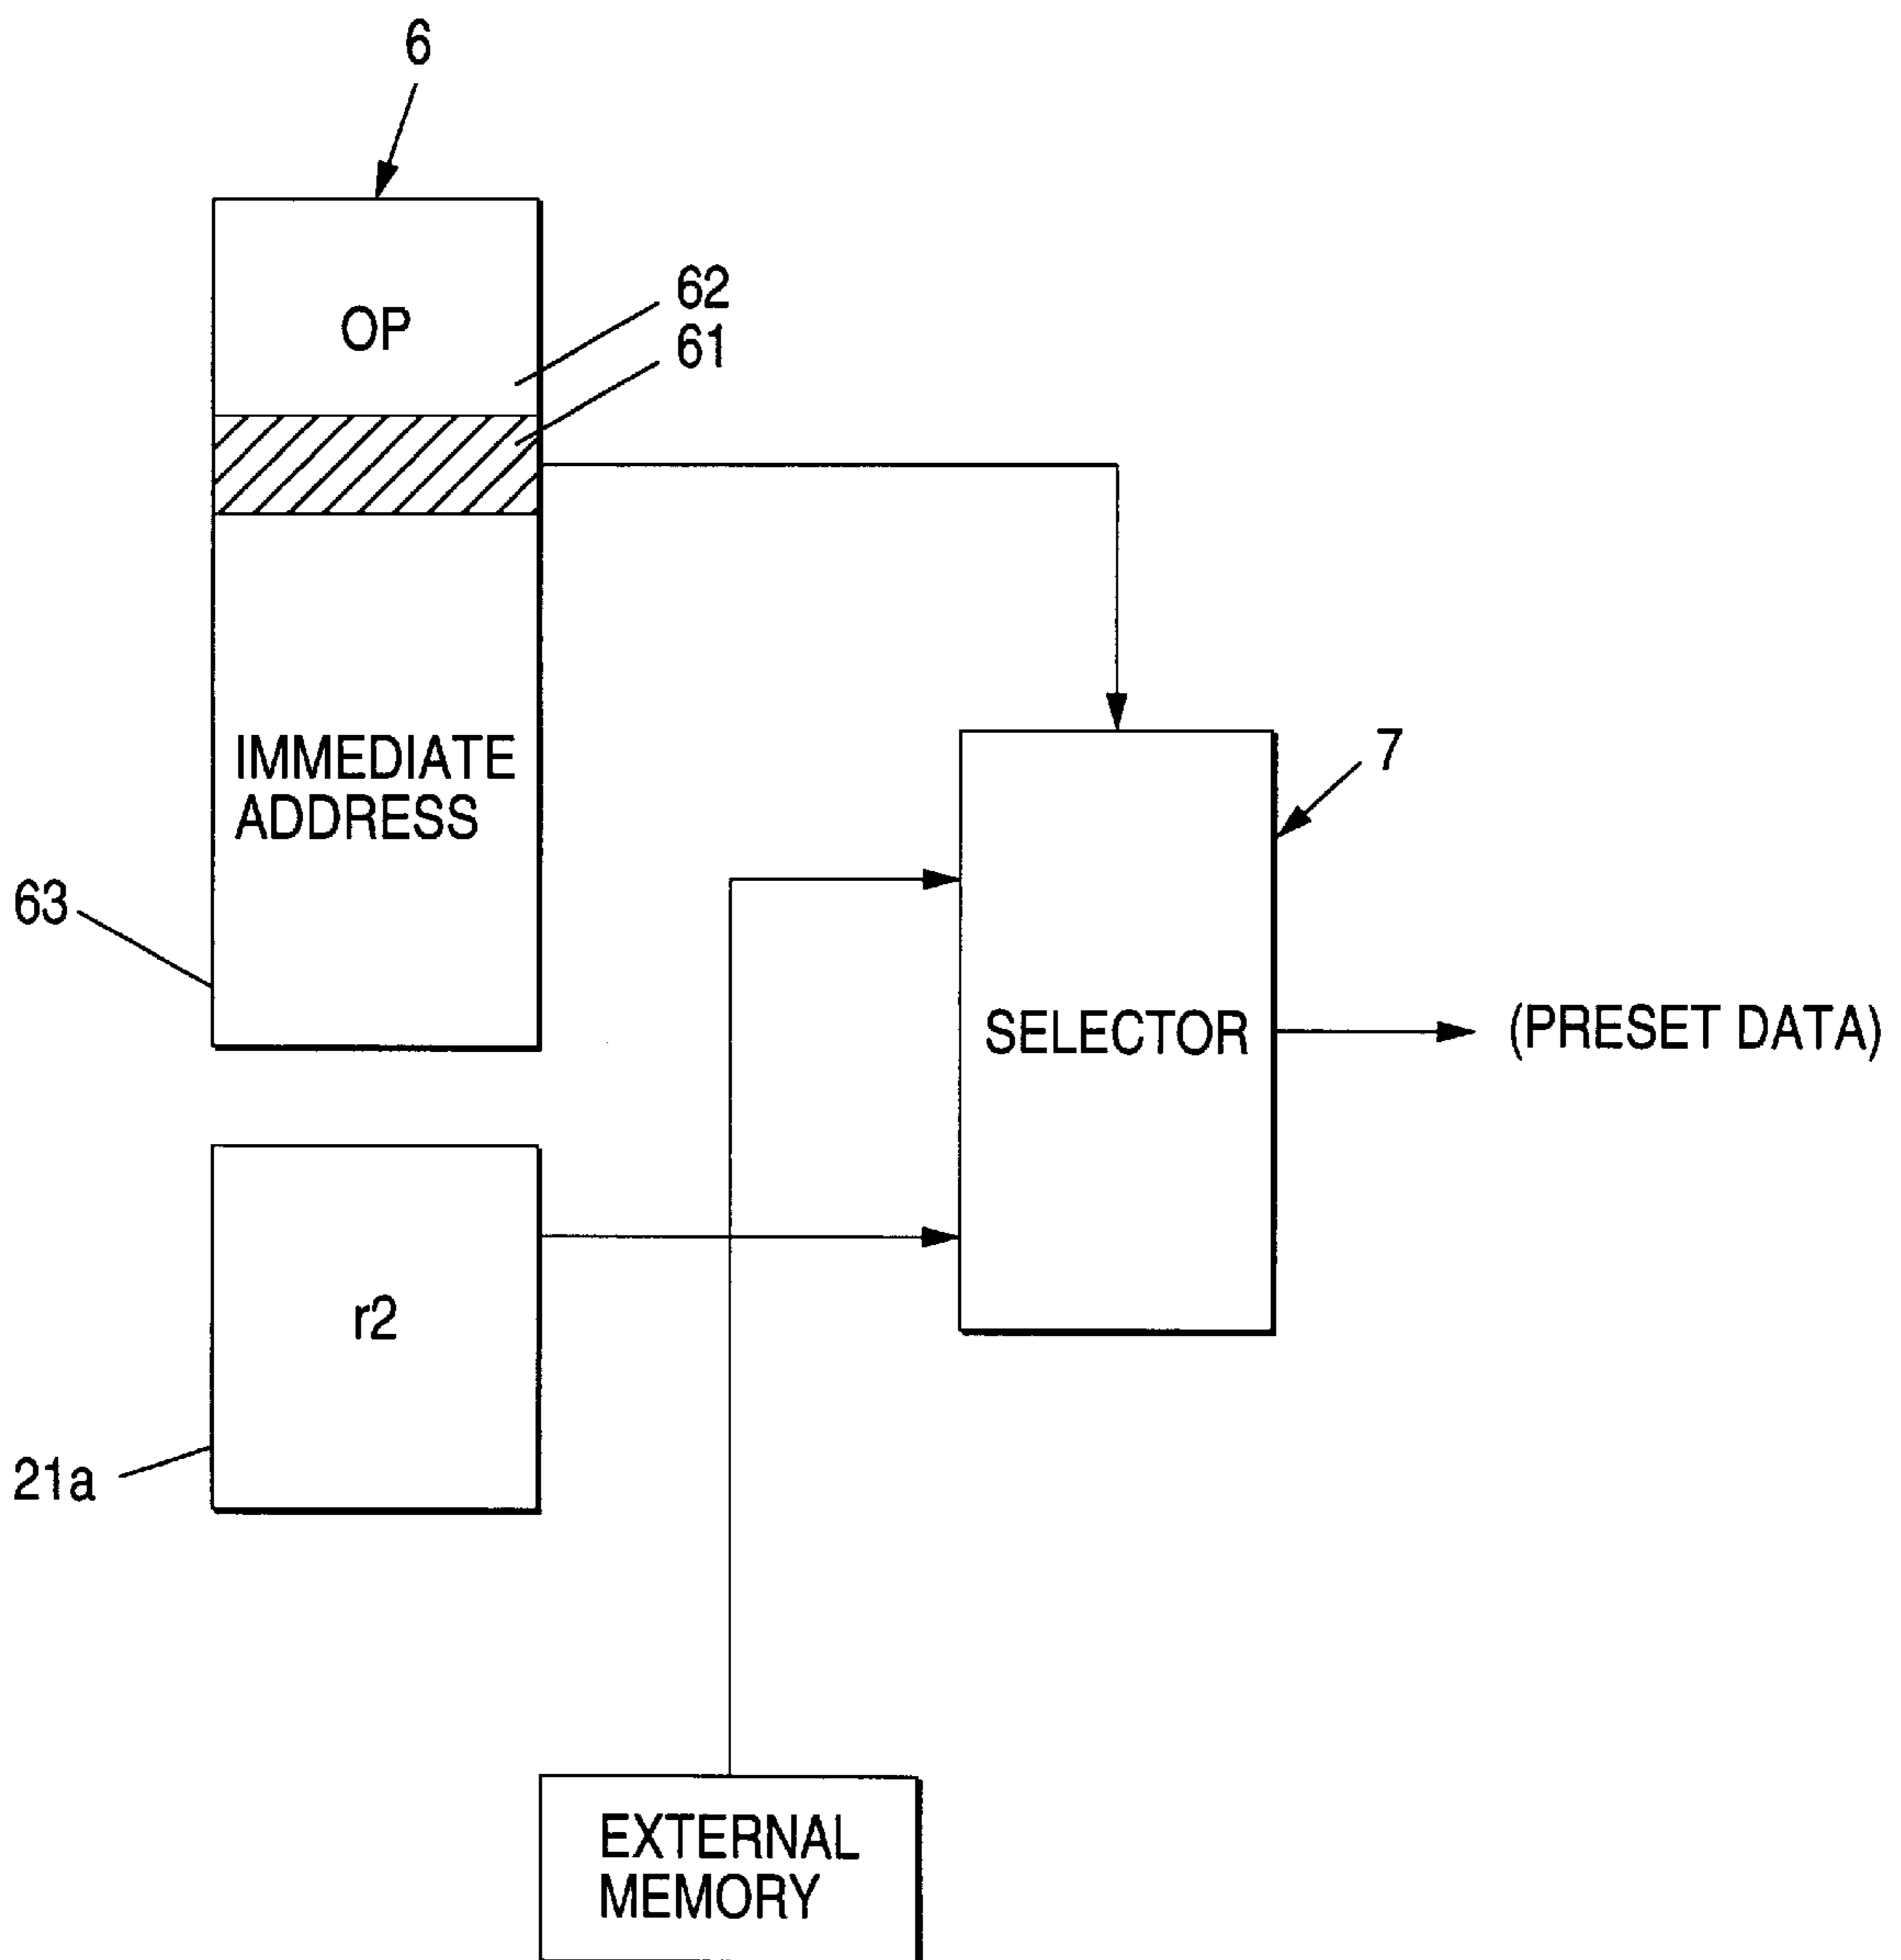 6
OP
62
61
IMMEDIATE
ADDRESS
7
63
SELECTOR
(PRESET DATA)
r2
21a
EXTERNAL
MEMORY